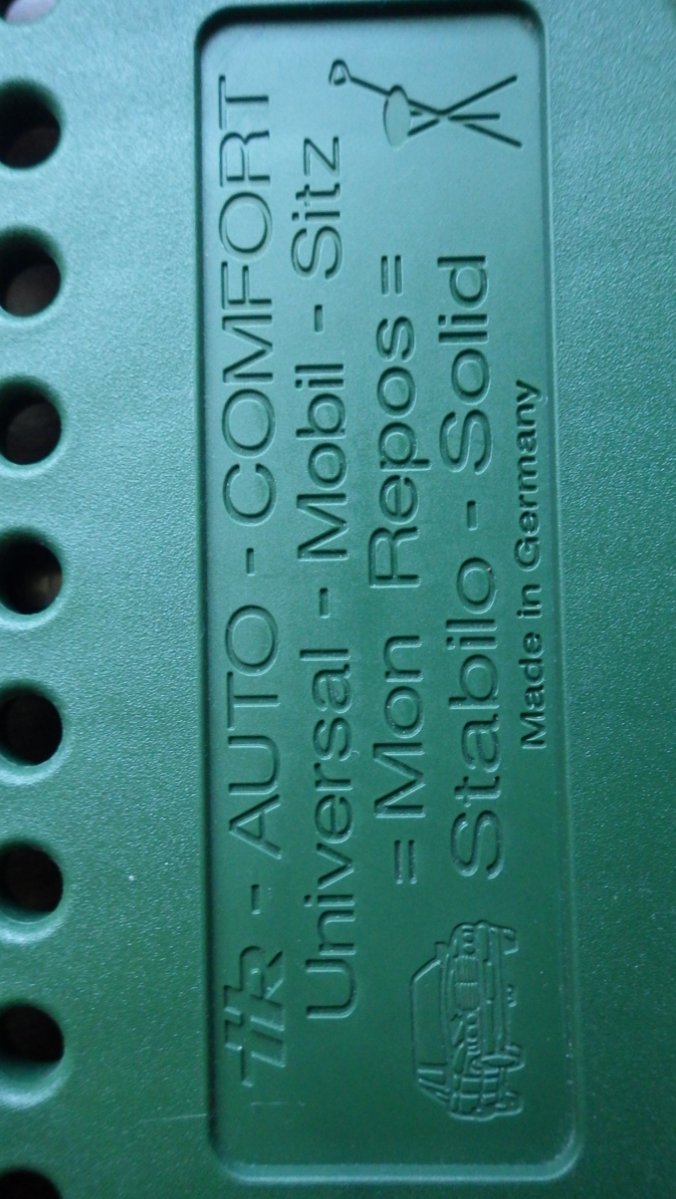 - AUTO - COMFORT
Universal - Mobil - Sitz
= Mon Repos =
Stabilo - Solid
Made in Germany